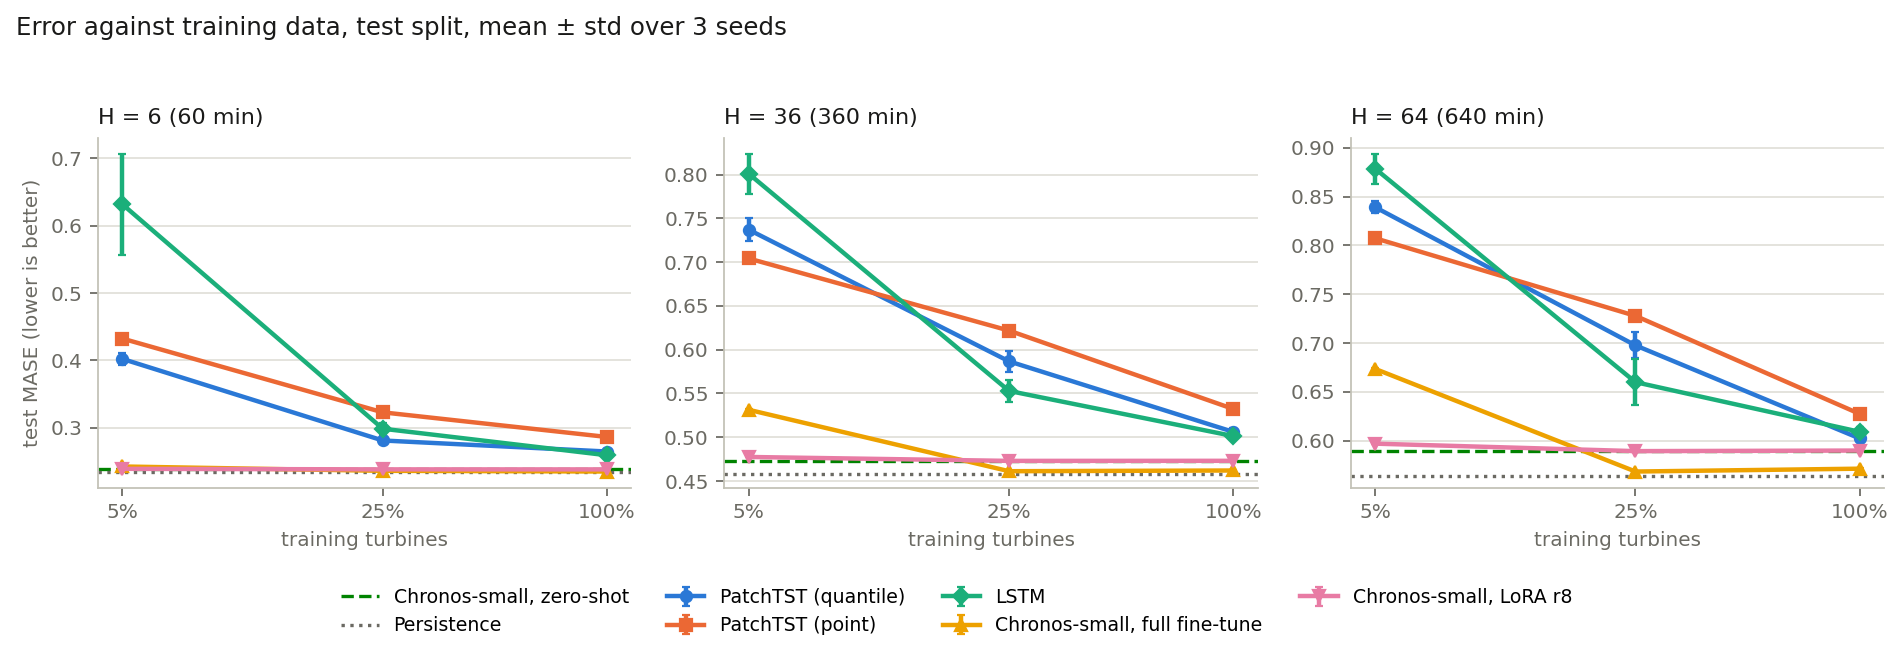 Error against training data, test split, mean ± std over 3 seeds
H = 6 (60 min)
H = 36 (360 min)
H = 64 (640 min)
test MASE (lower is better)
0.7
0.6
0.5
0.4
0.3
5%
25%
100%
training turbines
0.80
0.75
0.70
0.65
0.60
0.55
0.50
0.45
5%
25%
100%
training turbines
0.90
0.85
0.80
0.75
0.70
0.65
0.60
5%
25%
100%
training turbines
Chronos-small, zero-shot
Persistence
PatchTST (quantile)
PatchTST (point)
LSTM
Chronos-small, full fine-tune
Chronos-small, LoRA r8